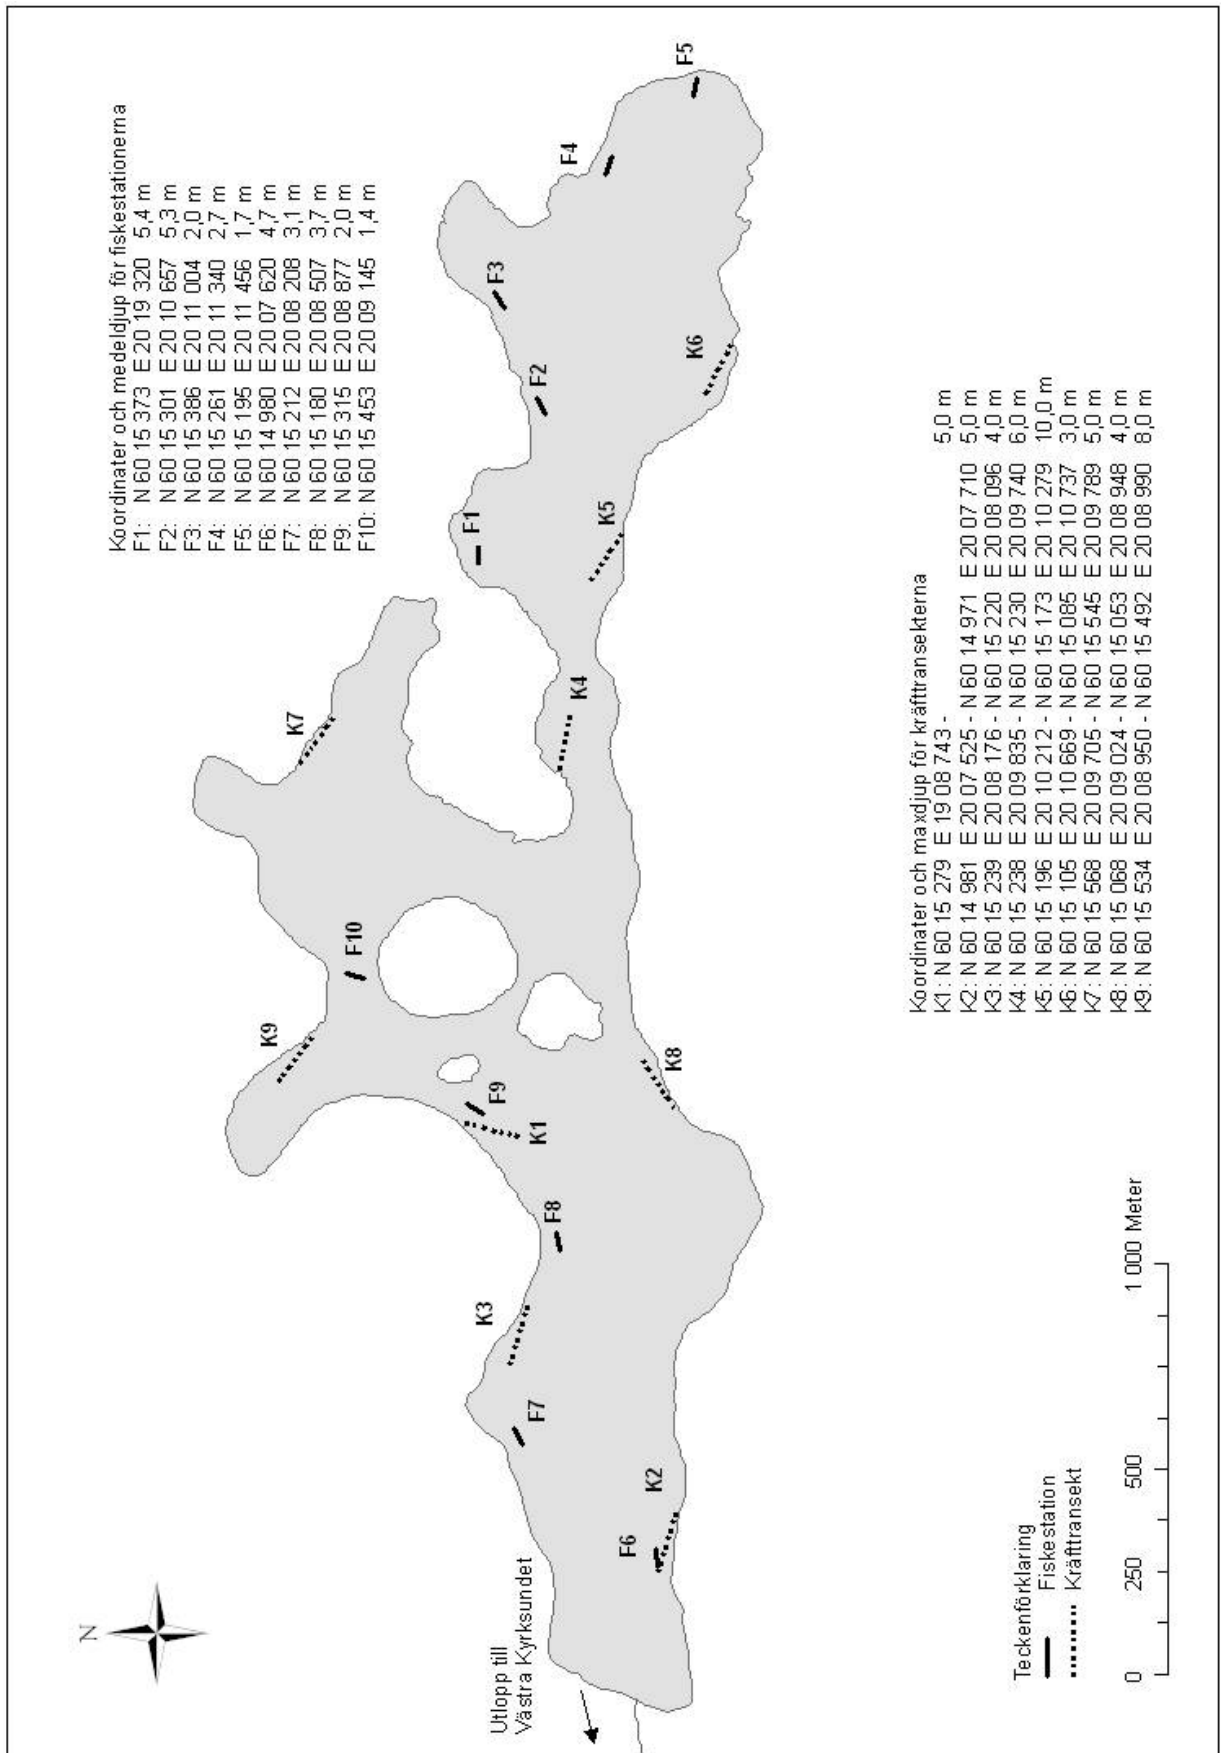 N
Koordinater och medeldjup för fiskestationerna
F1: N 60 15 373 E 20 19 320 5,4 m
F2: N 60 15 301 E 20 10 657 5,3 m
F3: N 60 15 386 E 20 11 004 2,0 m
F4: N 60 15 261 E 20 11 340 2,7 m
F5: N 60 15 195 E 20 11 456 1,7 m
F6: N 60 14 980 E 20 07 620 4,7 m
F7: N 60 15 212 E 20 08 208 3,1 m
F8: N 60 15 180 E 20 08 507 3,7 m
F9: N 60 15 315 E 20 08 877 2,0 m
F10: N 60 15 453 E 20 09 145 1,4 m
K9
K7
F10
F3
F1
F2
F4
F5
K3
F9
K1
F8
F7
K4
K5
K6
F6
K2
K8
Utlopp till
Västra Kyrksundet
Koordinater och maxdjup för kräfttransekterna
K1: N 60 15 279 E 19 08 743 - 5,0 m
K2: N 60 14 981 E 20 07 525 - N 60 14 971 E 20 07 710 5,0 m
K3: N 60 15 239 E 20 08 176 - N 60 15 220 E 20 08 096 4,0 m
K4: N 60 15 238 E 20 09 835 - N 60 15 230 E 20 09 740 6,0 m
K5: N 60 15 196 E 20 10 212 - N 60 15 173 E 20 10 279 10,0 m
K6: N 60 15 105 E 20 10 669 - N 60 15 085 E 20 10 737 3,0 m
K7: N 60 15 568 E 20 09 705 - N 60 15 545 E 20 09 789 5,0 m
K8: N 60 15 068 E 20 09 024 - N 60 15 053 E 20 08 948 4,0 m
K9: N 60 15 534 E 20 08 950 - N 60 15 492 E 20 08 990 8,0 m
Teckenförklaring
Fiskestation
Kräfttransekt
0 250 500 1 000 Meter